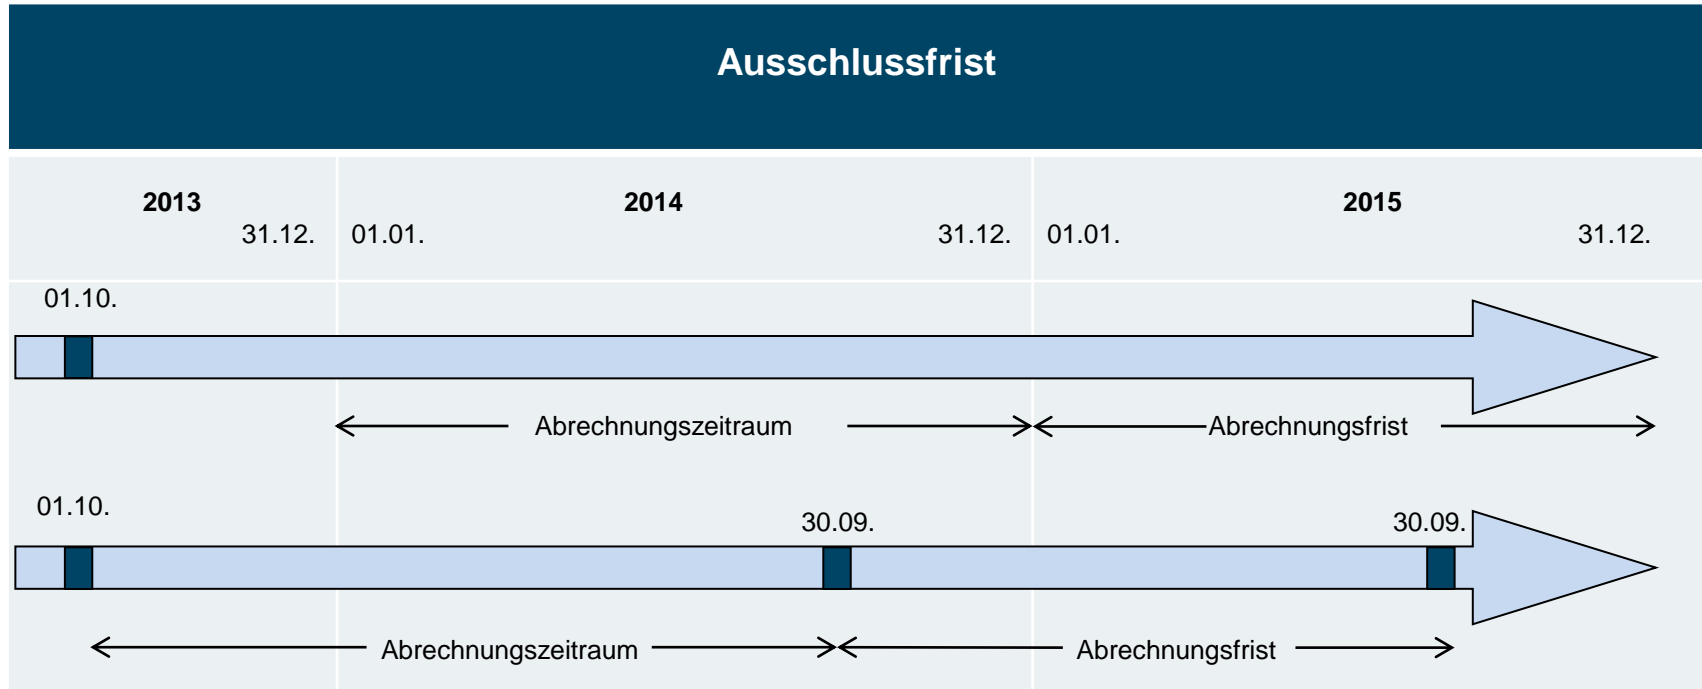 Ausschlussfrist
2013 2014 2015
31.12. 01.01. 31.12. 01.01. 31.12.
01.10.
Abrechnungszeitraum Abrechnungsfrist
01.10. 30.09. 30.09.
Abrechnungszeitraum Abrechnungsfrist